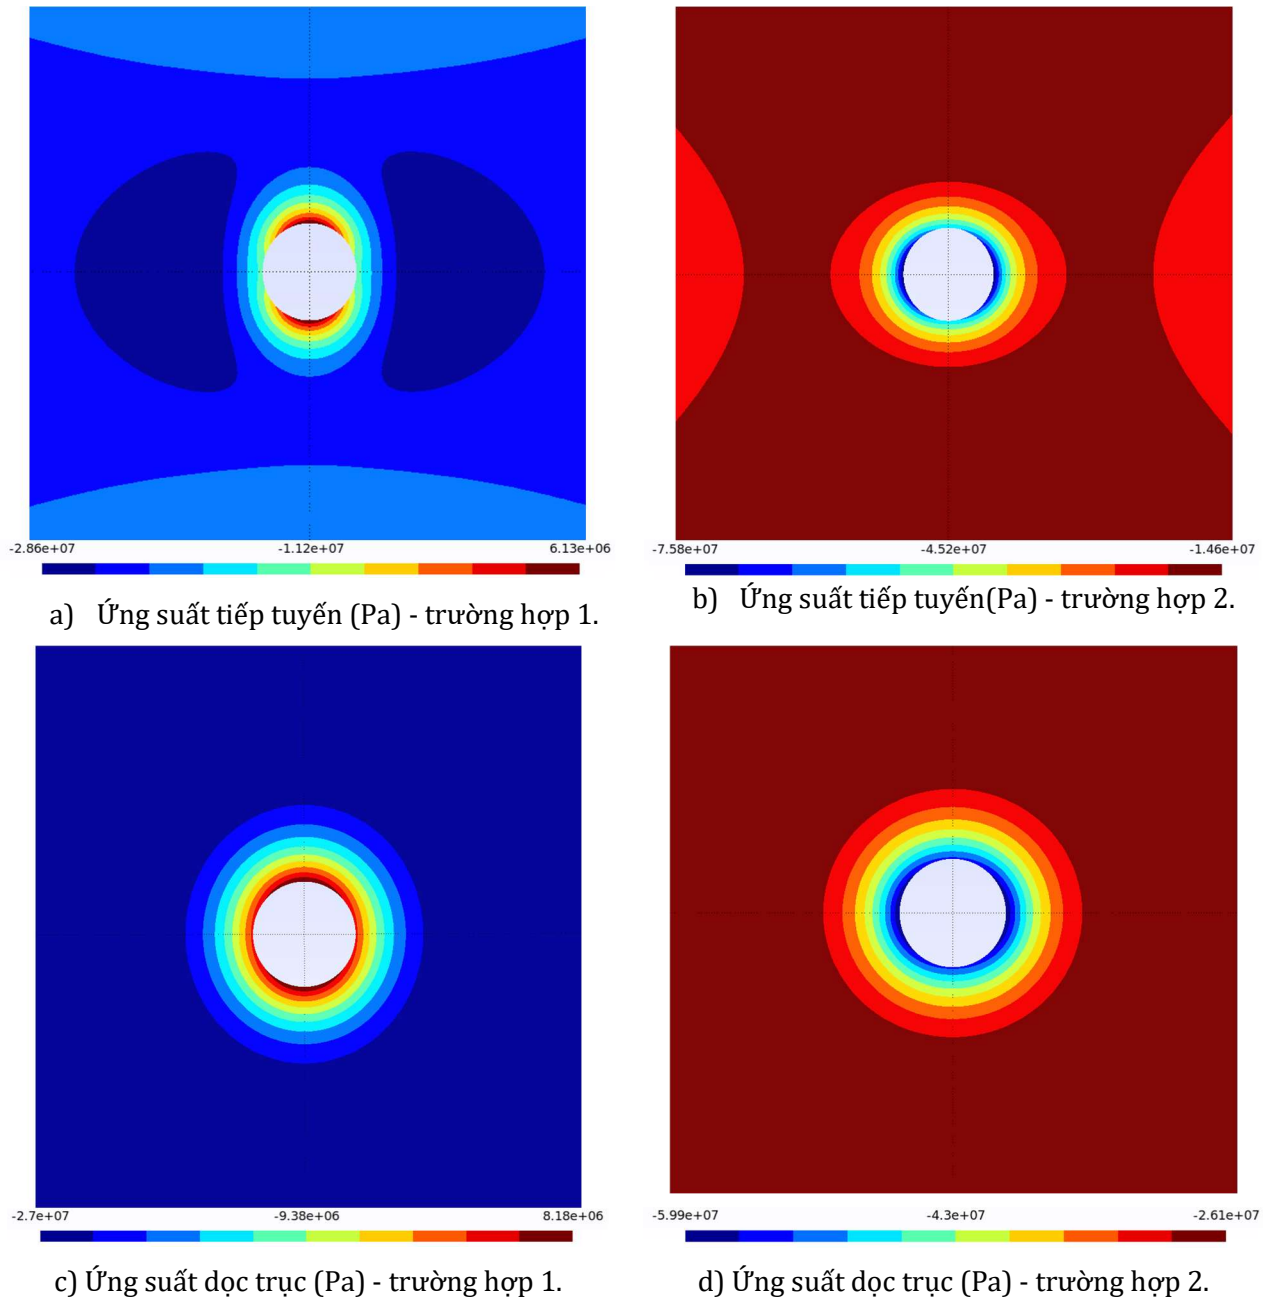 -2.86e+07 -1.12e+07 6.13e+06
-7.58e+07 -4.52e+07 -1.46e+07
a) Ứng suất tiếp tuyến (Pa) - trường hợp 1.
b) Ứng suất tiếp tuyến(Pa) - trường hợp 2.
-2.7e+07 -9.38e+06 8.18e+06
-5.99e+07 -4.3e+07 -2.61e+07
c) Ứng suất dọc trục (Pa) - trường hợp 1.
d) Ứng suất dọc trục (Pa) - trường hợp 2.